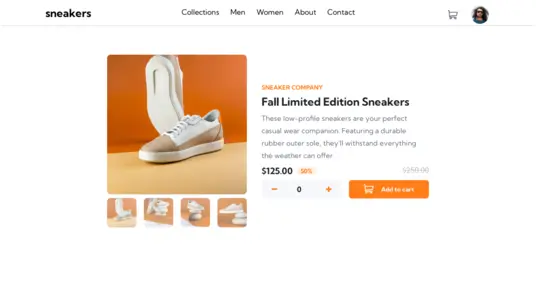 sneakers
Collections Men Women About Contact
SNEAKER COMPANY
Fall Limited Edition Sneakers
These low-profile sneakers are your perfect
casual wear companion. Featuring a durable
rubber outer sole, they'll withstand everything
the weather can offer
$125.00 50% $250.00
− 0 + Add to cart